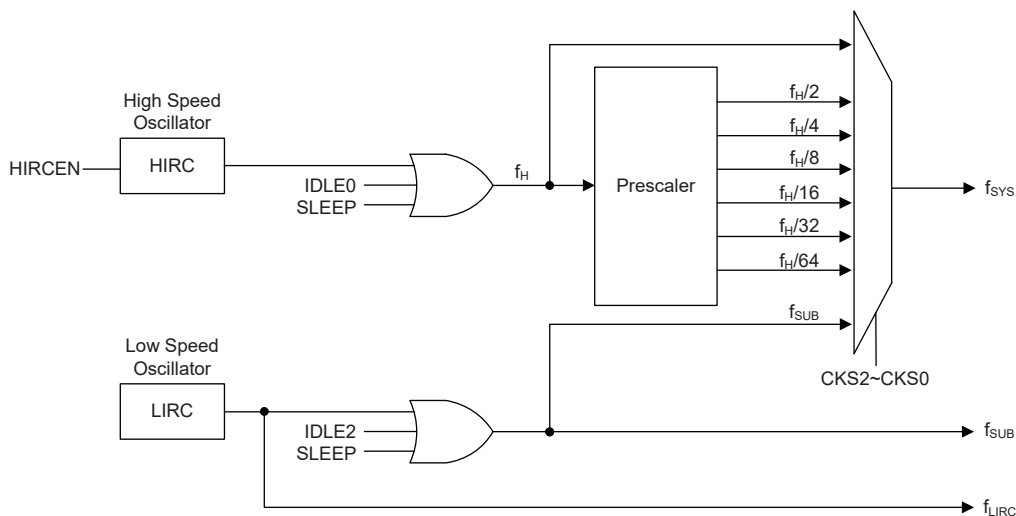 High Speed
Oscillator
HIRCEN
HIRC
IDLE0
SLEEP
fH
Prescaler
fH/2
fH/4
fH/8
fH/16
fH/32
fH/64
fSUB
fSYS
CKS2~CKS0
Low Speed
Oscillator
LIRC
IDLE2
SLEEP
fSUB
fLIRC